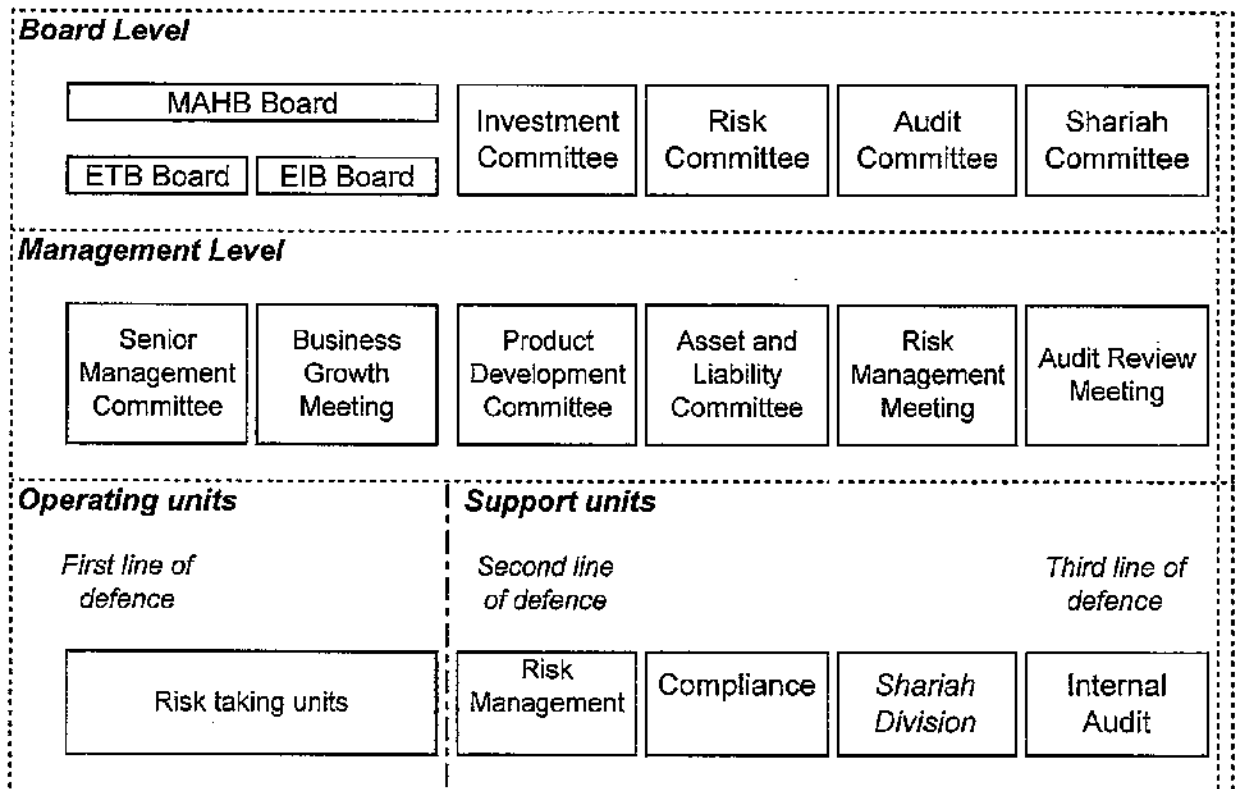 Board Level
MAHB Board
ETB Board
EIB Board
Investment
Committee
Risk
Committee
Audit
Committee
Shariah
Committee
Management Level
Senior
Management
Committee
Business
Growth
Meeting
Product
Development
Committee
Asset and
Liability
Committee
Risk
Management
Meeting
Audit Review
Meeting
Operating units
Support units
First line of
defence
Second line
of defence
Third line of
defence
Risk taking units
Risk
Management
Compliance
Shariah
Division
Internal
Audit